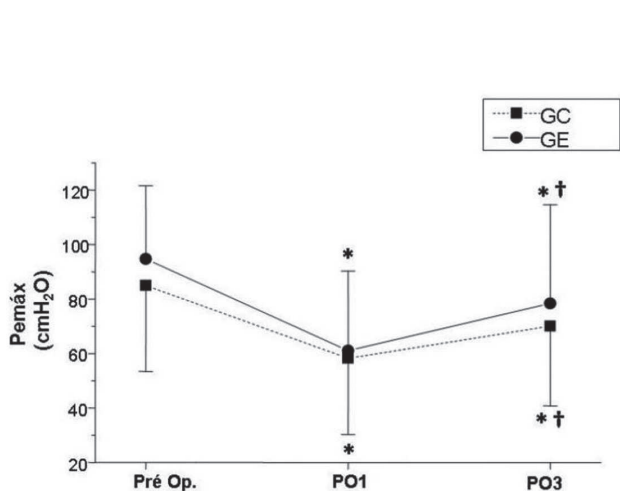 GC
GE
120
100
80
60
40
20
Pemáx
(cmH₂O)
* †
*
*
* †
Pré Op.
PO1
PO3